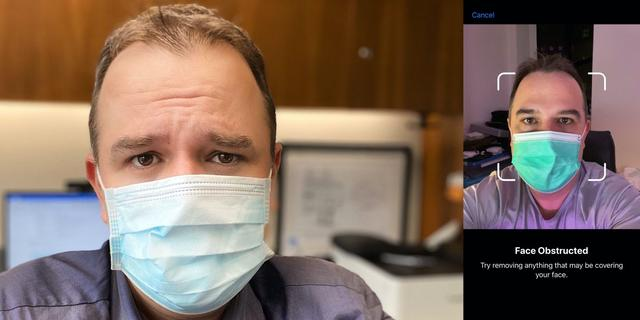 Cancel
Face Obstructed
Try removing anything that may be covering
your face.